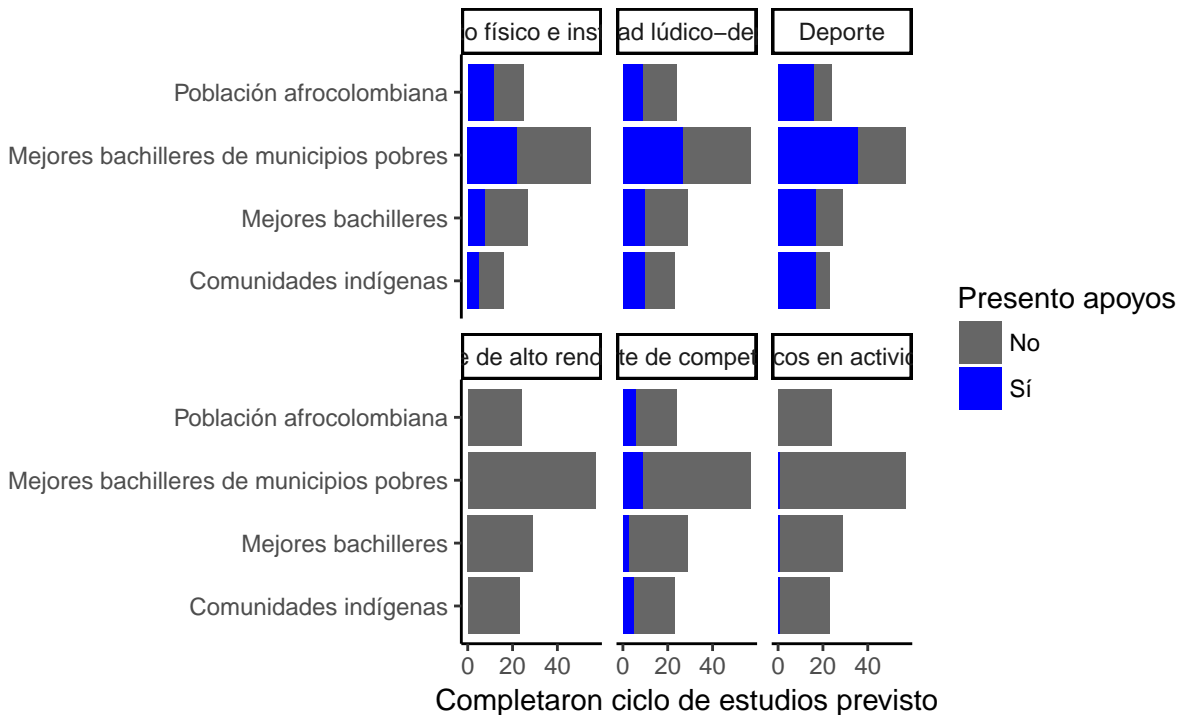 o físico e inst
ad lúdico−de
Deporte
Población afrocolombiana
Mejores bachilleres de municipios pobres
Mejores bachilleres
Comunidades indígenas
e de alto rend
te de compet
cos en activid
Población afrocolombiana
Mejores bachilleres de municipios pobres
Mejores bachilleres
Comunidades indígenas
0 20 40 0 20 40 0 20 40
Completaron ciclo de estudios previsto
Presento apoyos
No
Sí